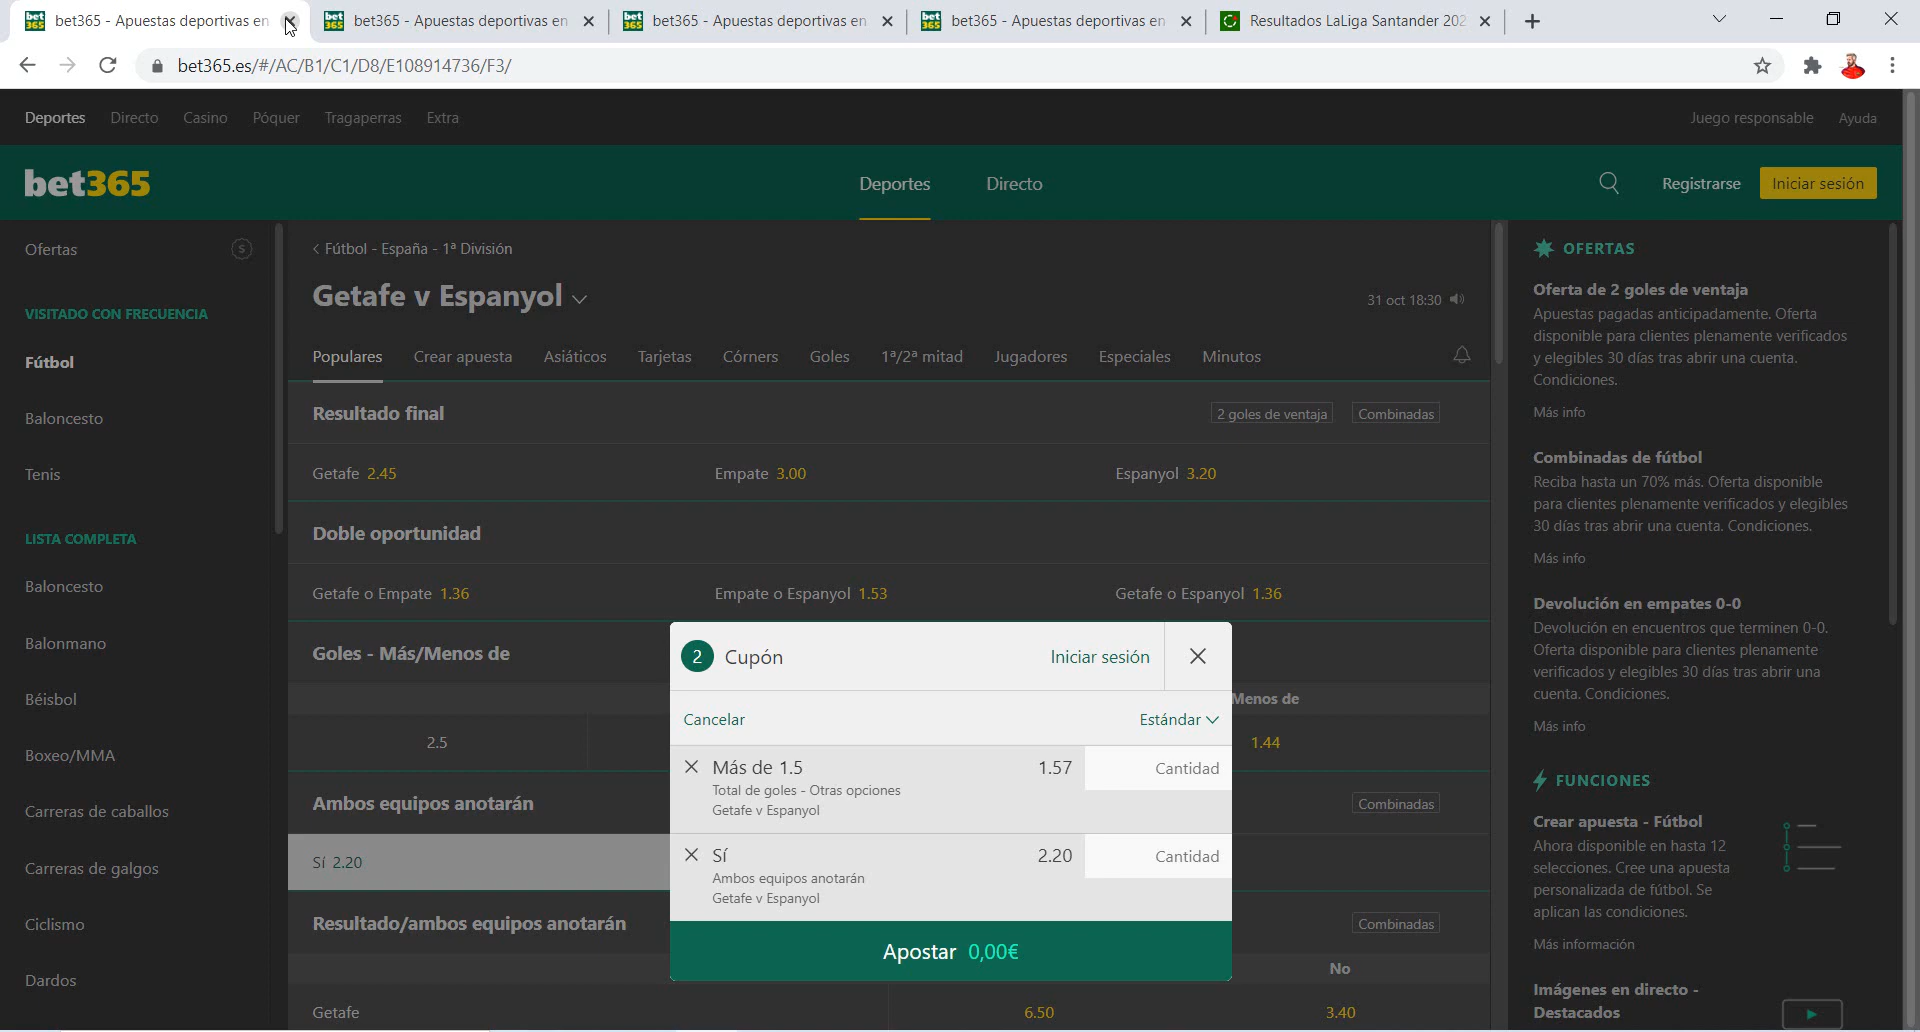 bet365 - Apuestas deportivas en
bet365 - Apuestas deportivas en
bet365 - Apuestas deportivas en
bet365 - Apuestas deportivas en
Resultados LaLiga Santander 202
bet365.es/#/AC/B1/C1/D8/E108914736/F3/
Deportes Directo Casino Póquer Tragaperras Extra
Juego responsable Ayuda
bet365
Deportes Directo
Registrarse Iniciar sesión
Ofertas
VISITADO CON FRECUENCIA
Fútbol
Baloncesto
Tenis
LISTA COMPLETA
Baloncesto
Balonmano
Béisbol
Boxeo/MMA
Carreras de caballos
Carreras de galgos
Ciclismo
Dardos
< Fútbol - España - 1ª División
Getafe v Espanyol
31 oct 18:30
Populares Crear apuesta Asiáticos Tarjetas Córners Goles 1ª/2ª mitad Jugadores Especiales Minutos
Resultado final
2 goles de ventaja Combinadas
Getafe 2.45 Empate 3.00 Espanyol 3.20
Doble oportunidad
Getafe o Empate 1.36 Empate o Espanyol 1.53 Getafe o Espanyol 1.36
Goles - Más/Menos de
Menos de
2.5 1.44
Ambos equipos anotarán
Combinadas
Sí 2.20
Resultado/ambos equipos anotarán
Combinadas
No
Getafe 6.50 3.40
2 Cupón Iniciar sesión
Cancelar Estándar
Más de 1.5 1.57 Cantidad
Total de goles - Otras opciones
Getafe v Espanyol
Sí 2.20 Cantidad
Ambos equipos anotarán
Getafe v Espanyol
Apostar 0,00€
OFERTAS
Oferta de 2 goles de ventaja
Apuestas pagadas anticipadamente. Oferta
disponible para clientes plenamente verificados
y elegibles 30 días tras abrir una cuenta.
Condiciones.
Más info
Combinadas de fútbol
Reciba hasta un 70% más. Oferta disponible
para clientes plenamente verificados y elegibles
30 días tras abrir una cuenta. Condiciones.
Más info
Devolución en empates 0-0
Devolución en encuentros que terminen 0-0.
Oferta disponible para clientes plenamente
verificados y elegibles 30 días tras abrir una
cuenta. Condiciones.
Más info
FUNCIONES
Crear apuesta - Fútbol
Ahora disponible en hasta 12
selecciones. Cree una apuesta
personalizada de fútbol. Se
aplican las condiciones.
Más información
Imágenes en directo -
Destacados